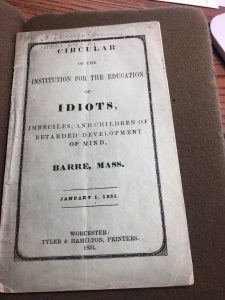 CIRCULAR
OF THE
INSTITUTION FOR THE EDUCATION
OF
IDIOTS,
IMBECILES, AND CHILDREN OF
RETARDED DEVELOPMENT
OF MIND,
BARRE, MASS.
JANUARY 1, 1851.
WORCESTER:
TYLER & HAMILTON, PRINTERS.
1851.